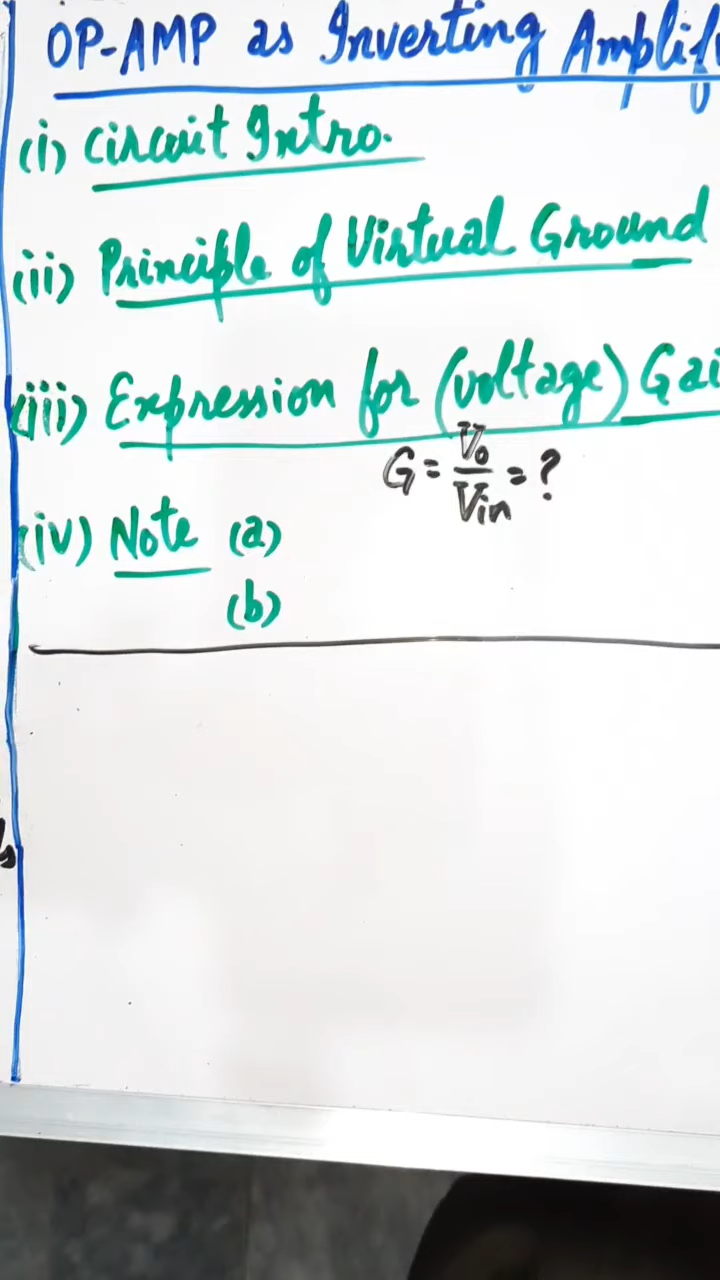 OP-AMP as Inverting Amplif
(i) Circuit Intro.
(ii) Principle of Virtual Ground
(iii) Expression for (voltage) Gai
G = Vo/Vin = ?
(iv) Note (a)
(b)